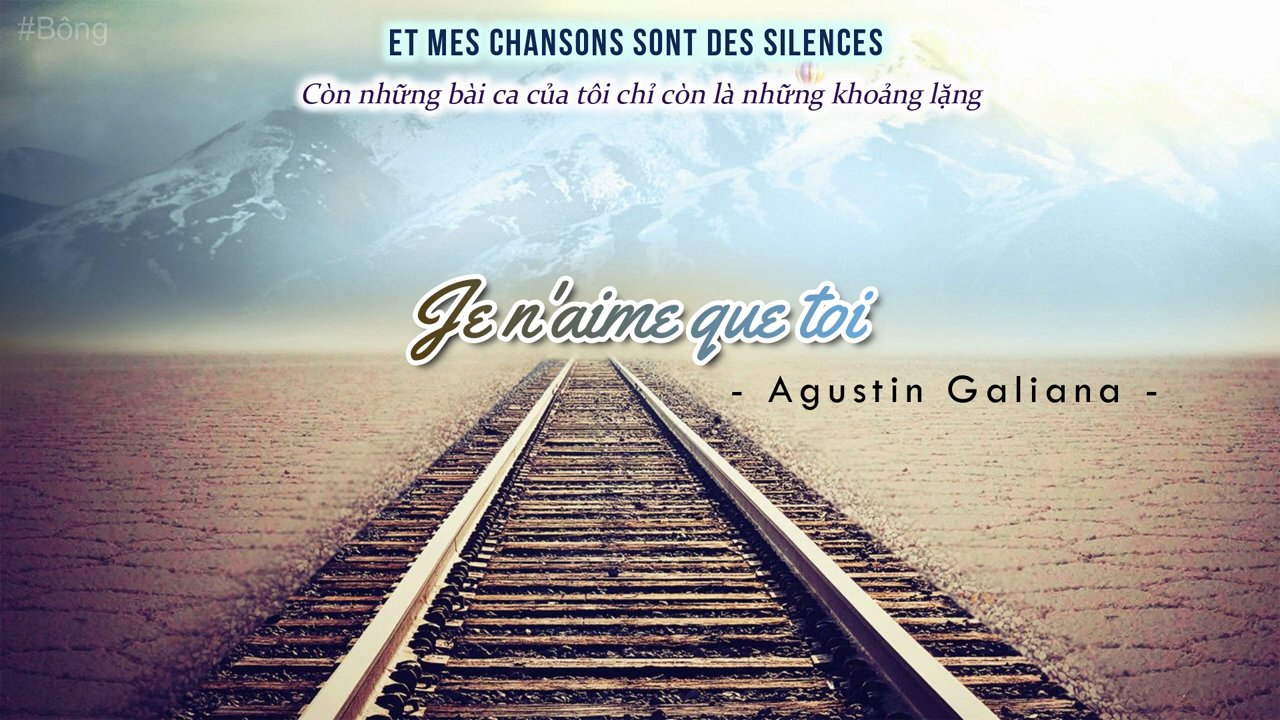 #Bông
ET MES CHANSONS SONT DES SILENCES
Còn những bài ca của tôi chỉ còn là những khoảng lặng
Je n'aime que toi
- Agustin Galiana -